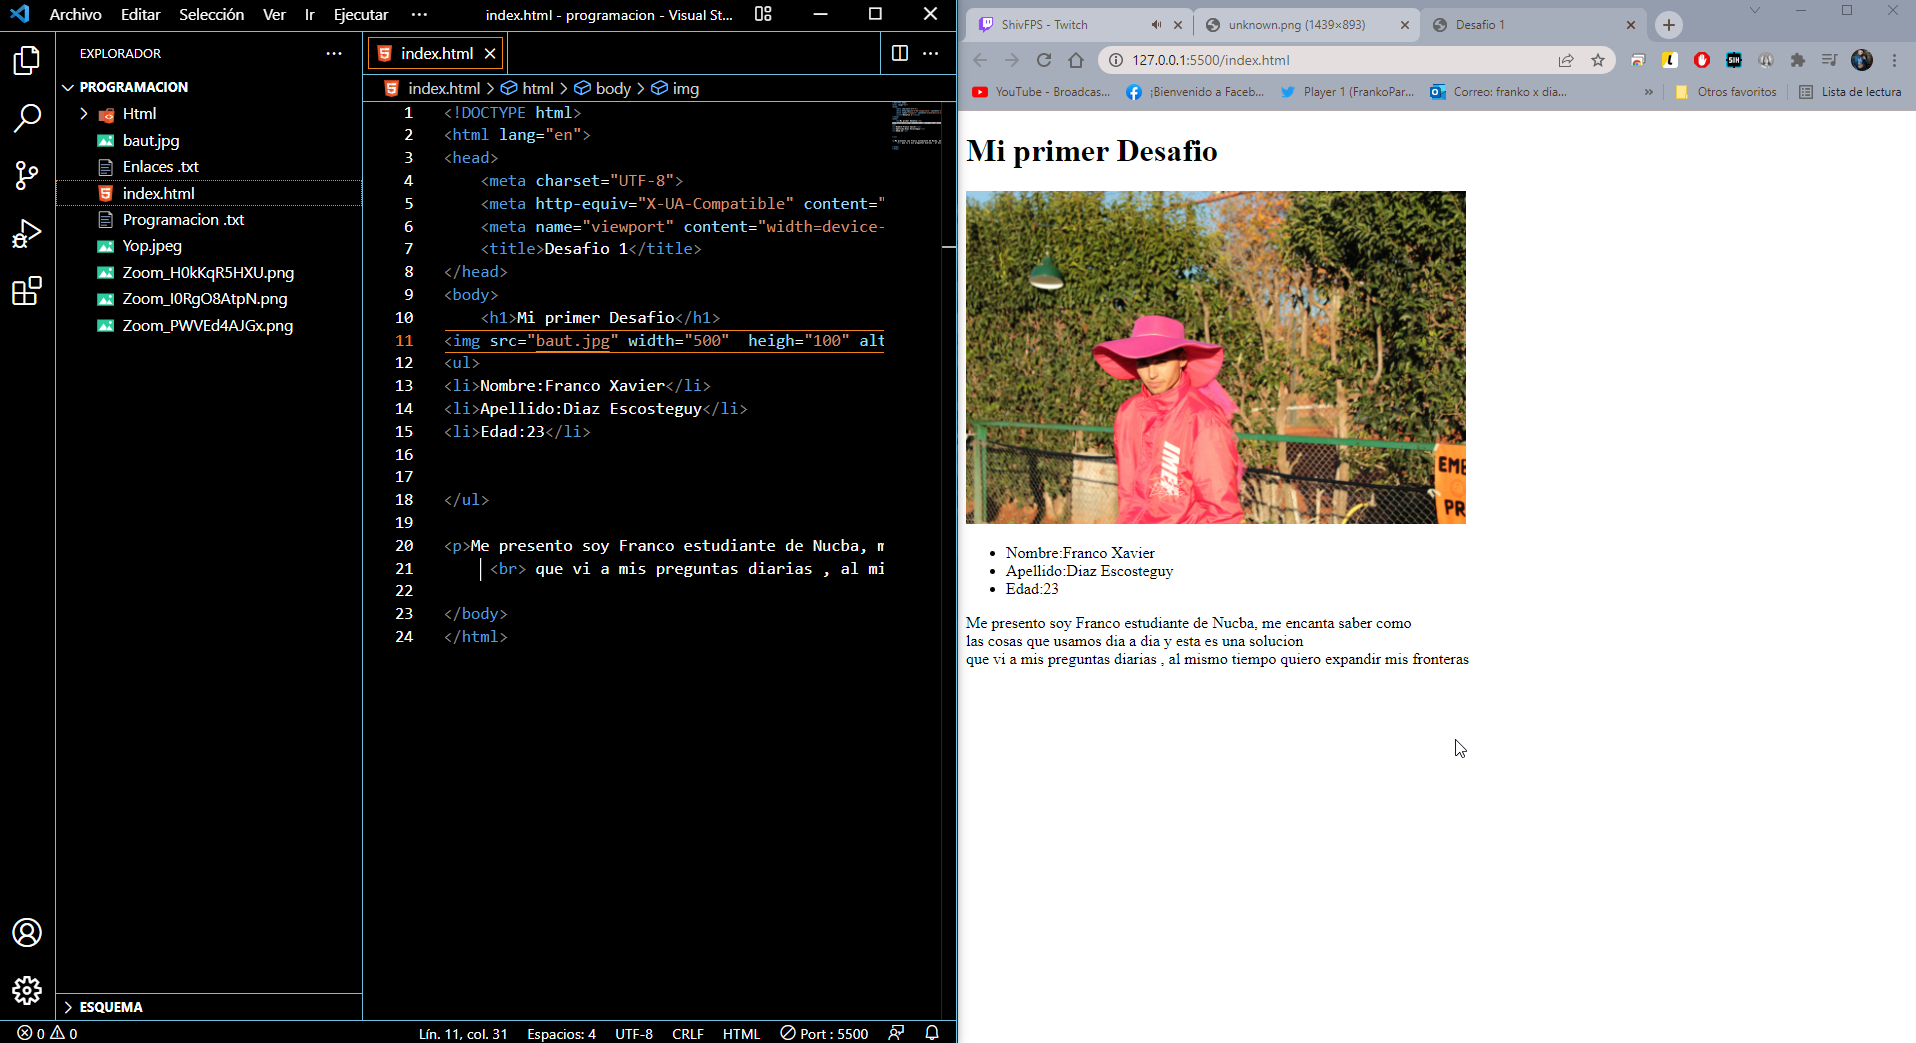 Archivo Editar Selección Ver Ir Ejecutar ··· index.html - programacion - Visual St...
EXPLORADOR ···
PROGRAMACION
Html
baut.jpg
Enlaces .txt
index.html
Programacion .txt
Yop.jpeg
Zoom_H0kKqR5HXU.png
Zoom_I0RgO8AtpN.png
Zoom_PWVEd4AJGx.png
ESQUEMA
index.html
index.html > html > body > img
1 <!DOCTYPE html>
2 <html lang="en">
3 <head>
4 <meta charset="UTF-8">
5 <meta http-equiv="X-UA-Compatible" content="
6 <meta name="viewport" content="width=device-
7 <title>Desafio 1</title>
8 </head>
9 <body>
10 <h1>Mi primer Desafio</h1>
11 <img src="baut.jpg" width="500"  heigh="100" alt
12 <ul>
13 <li>Nombre:Franco Xavier</li>
14 <li>Apellido:Diaz Escosteguy</li>
15 <li>Edad:23</li>
16
17
18 </ul>
19
20 <p>Me presento soy Franco estudiante de Nucba, m
21 <br> que vi a mis preguntas diarias , al mi
22
23 </body>
24 </html>
0 0 Lín. 11, col. 31 Espacios: 4 UTF-8 CRLF HTML Port : 5500
ShivFPS - Twitch unknown.png (1439×893) Desafio 1
127.0.0.1:5500/index.html
YouTube - Broadcas... ¡Bienvenido a Faceb... Player 1 (FrankoPar... Correo: franko x dia... » Otros favoritos Lista de lectura
Mi primer Desafio
IMEX
EME
PR
• Nombre:Franco Xavier
• Apellido:Diaz Escosteguy
• Edad:23
Me presento soy Franco estudiante de Nucba, me encanta saber como
las cosas que usamos dia a dia y esta es una solucion
que vi a mis preguntas diarias , al mismo tiempo quiero expandir mis fronteras